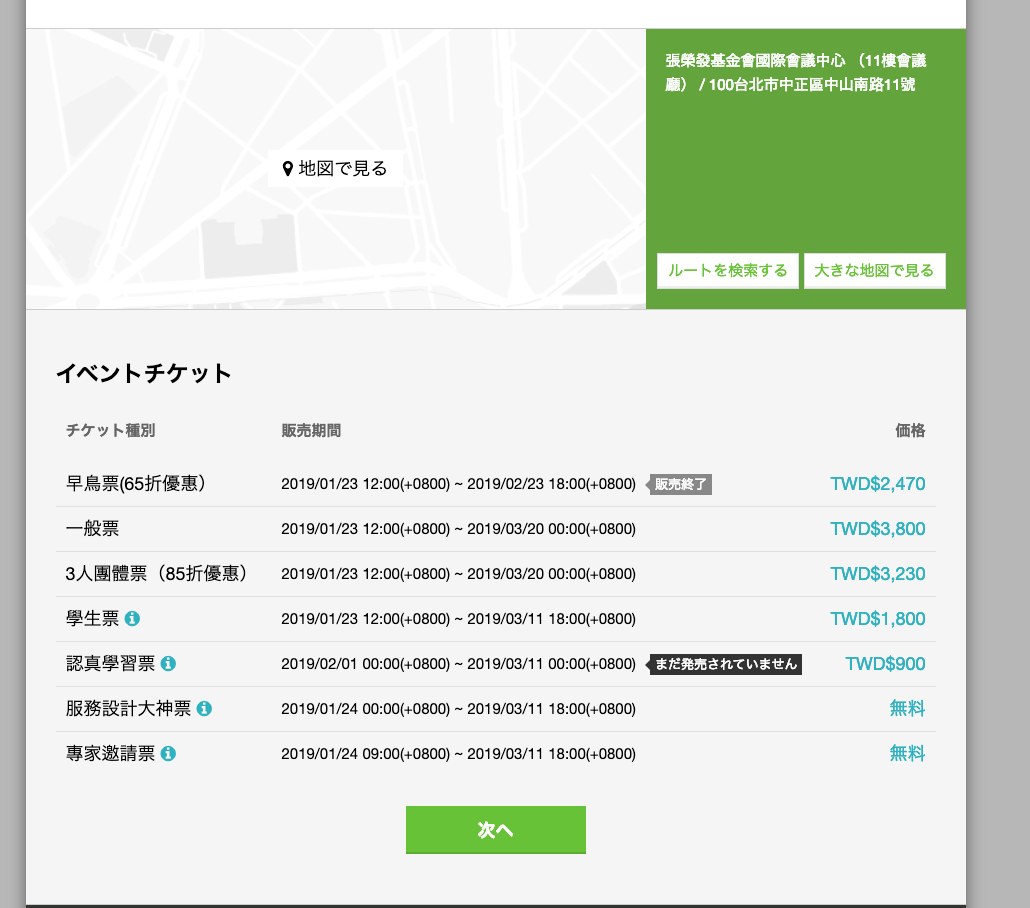 張榮發基金會國際會議中心 （11樓會議
廳） / 100台北市中正區中山南路11號
地図で見る
ルートを検索する 大きな地図で見る
イベントチケット
チケット種別 販売期間 価格
早鳥票(65折優惠） 2019/01/23 12:00(+0800) ~ 2019/02/23 18:00(+0800) 販売終了 TWD$2,470
一般票 2019/01/23 12:00(+0800) ~ 2019/03/20 00:00(+0800) TWD$3,800
3人團體票（85折優惠） 2019/01/23 12:00(+0800) ~ 2019/03/20 00:00(+0800) TWD$3,230
學生票 2019/01/23 12:00(+0800) ~ 2019/03/11 18:00(+0800) TWD$1,800
認真學習票 2019/02/01 00:00(+0800) ~ 2019/03/11 00:00(+0800) まだ発売されていません TWD$900
服務設計大神票 2019/01/24 00:00(+0800) ~ 2019/03/11 18:00(+0800) 無料
專家邀請票 2019/01/24 09:00(+0800) ~ 2019/03/11 18:00(+0800) 無料
次へ